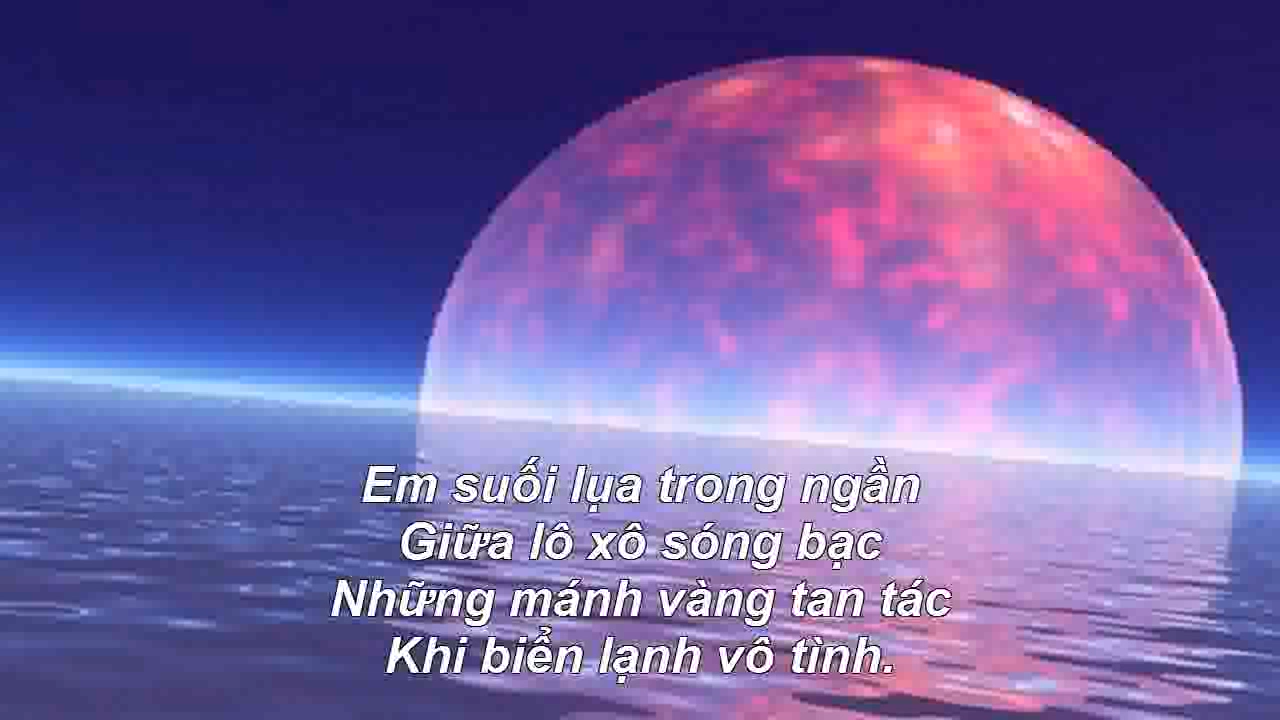 Em suối lụa trong ngần
Giữa lô xô sóng bạc
Những mánh vàng tan tác
Khi biển lạnh vô tình.